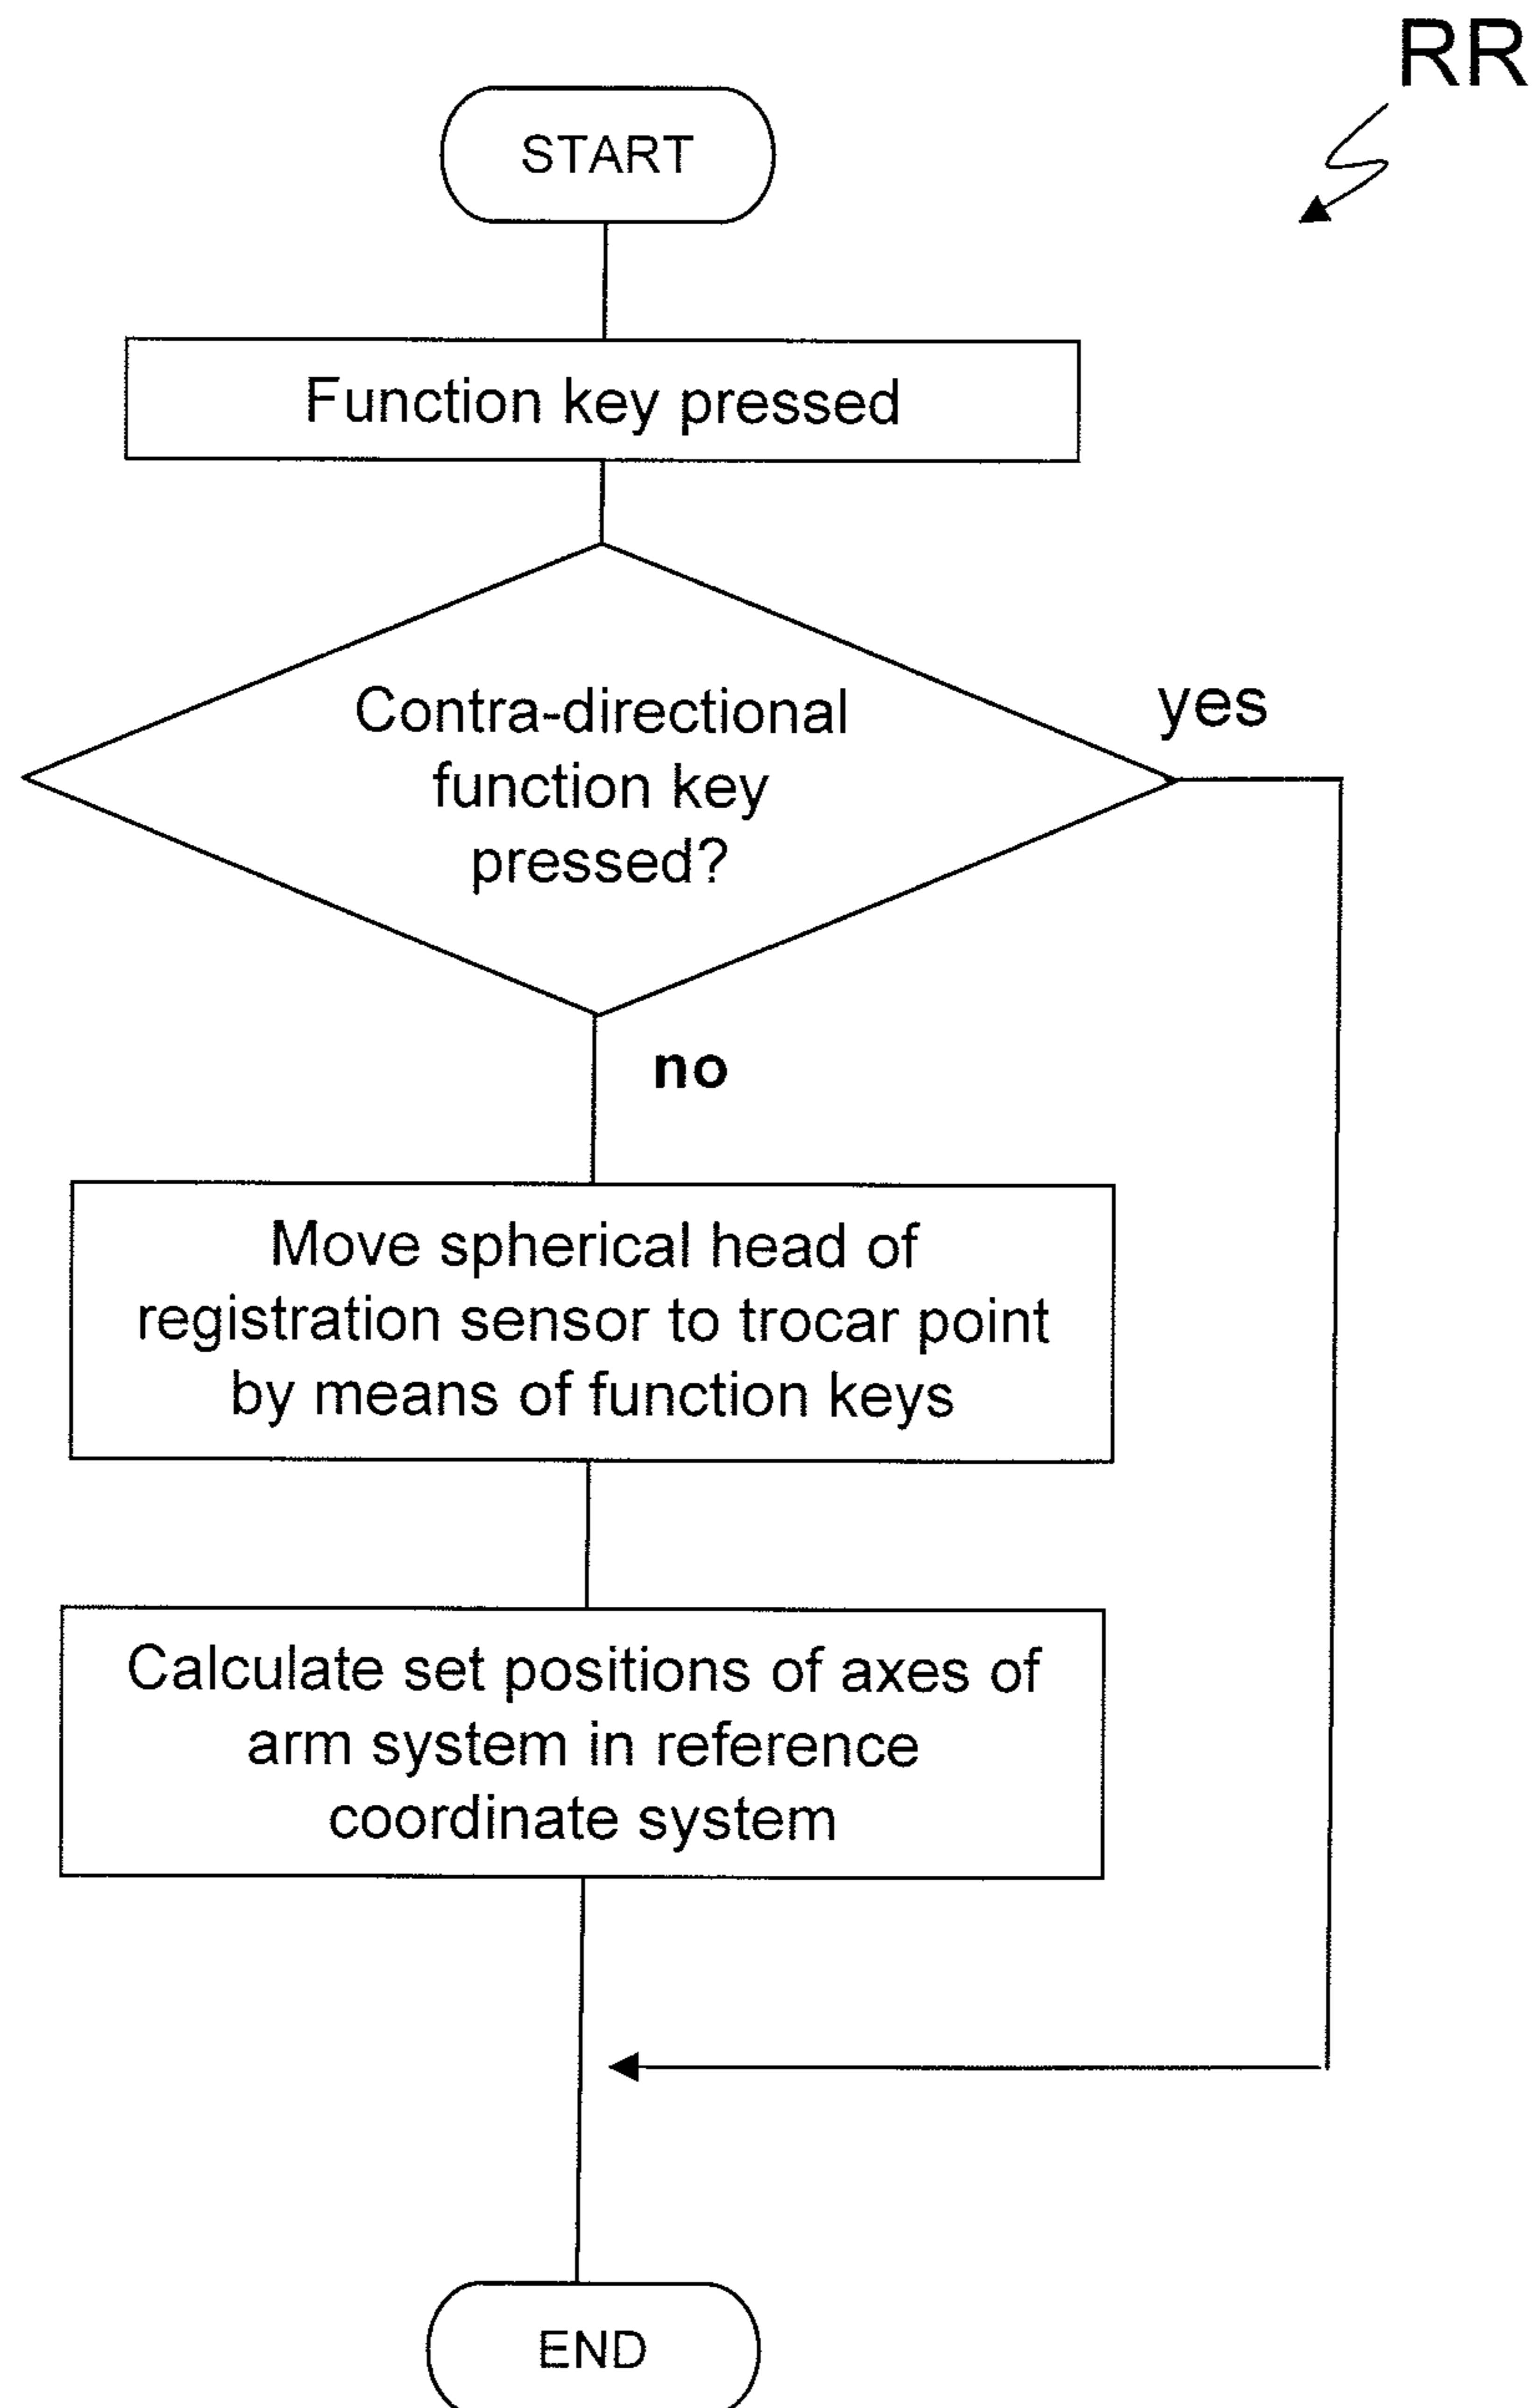 RR
START
Function key pressed
Contra-directional
function key
pressed?
yes
no
Move spherical head of
registration sensor to trocar point
by means of function keys
Calculate set positions of axes of
arm system in reference
coordinate system
END